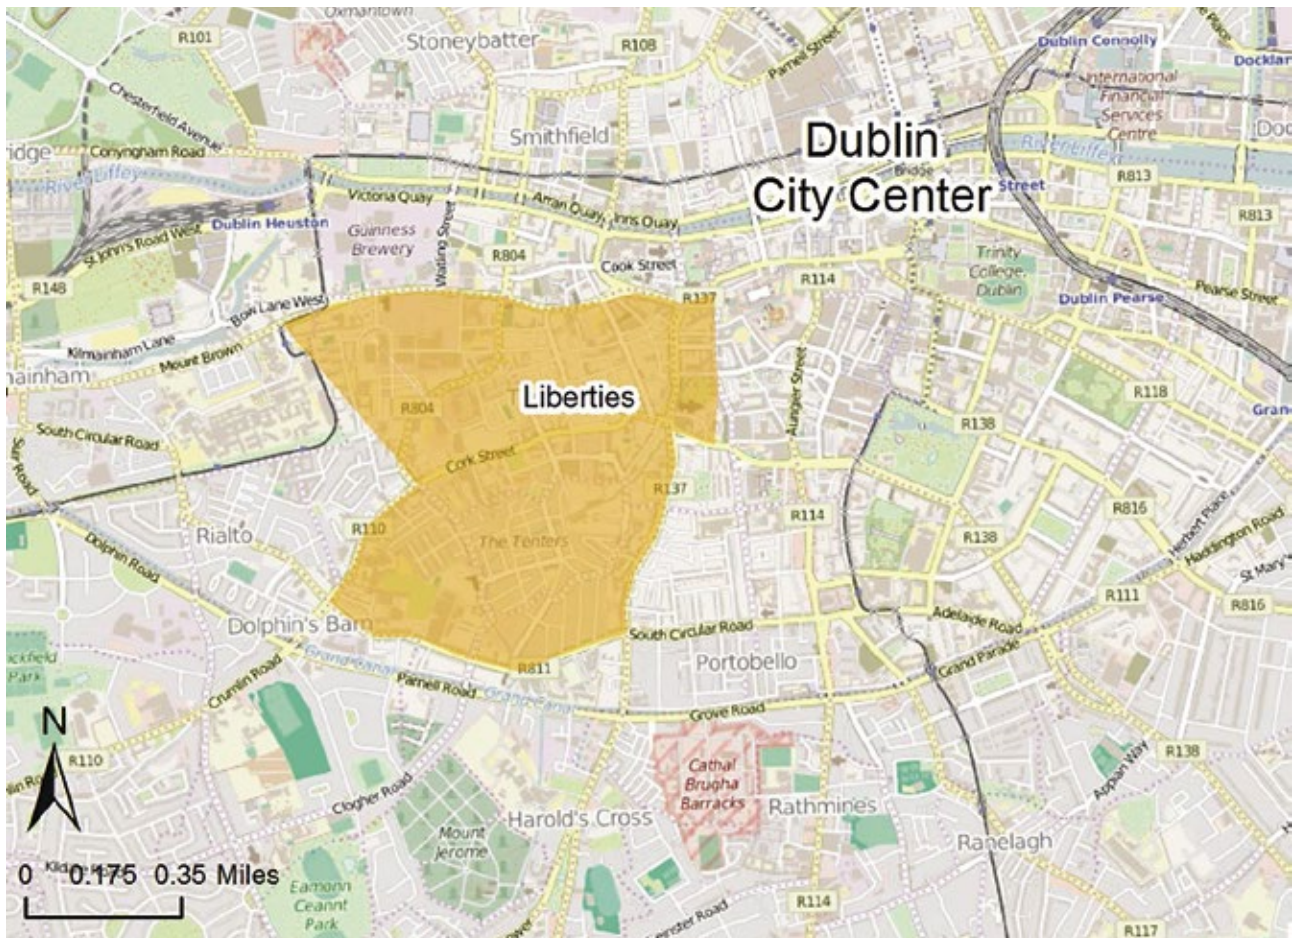 Oxmantown
R101
Stoneybatter
R108
Parnell Street
Dublin Connolly
International
Financial
Services
Centre
Chesterfield Avenue
Smithfield
Dublin
City Center
Conyngham Road
River Liffey
River Liffey
Bridge
Street
R813
Victoria Quay
Arran Quay
Inns Quay
Dublin Heuston
Guinness
Brewery
Watling Street
R804
Cook Street
R813
St John's Road West
Trinity
College,
Dublin
R148
R137
R114
Dublin Pearse
Pearse Street
Bow Lane West
Kilmainham Lane
Mount Brown
Liberties
Aungier Street
R118
R804
R138
South Circular Road
Cork Street
R137
R110
R114
R816
Herbert Place
Haddington Road
Suir Road
Rialto
The Tenters
R138
Dolphin Road
St Mary's
R111
R816
Dolphin's Barn
South Circular Road
Adelaide Road
Grand Canal
R811
Portobello
Grand Parade
Crumlin Road
Parnell Road
Grand Canal
Grove Road
Park
N
R110
Cathal
Brugha
Barracks
R138
Appian Way
Clogher Road
Harold's Cross
Rathmines
Mount
Jerome
Ranelagh
0 0.175 0.35 Miles
Eamonn
Ceannt
Park
R114
R117